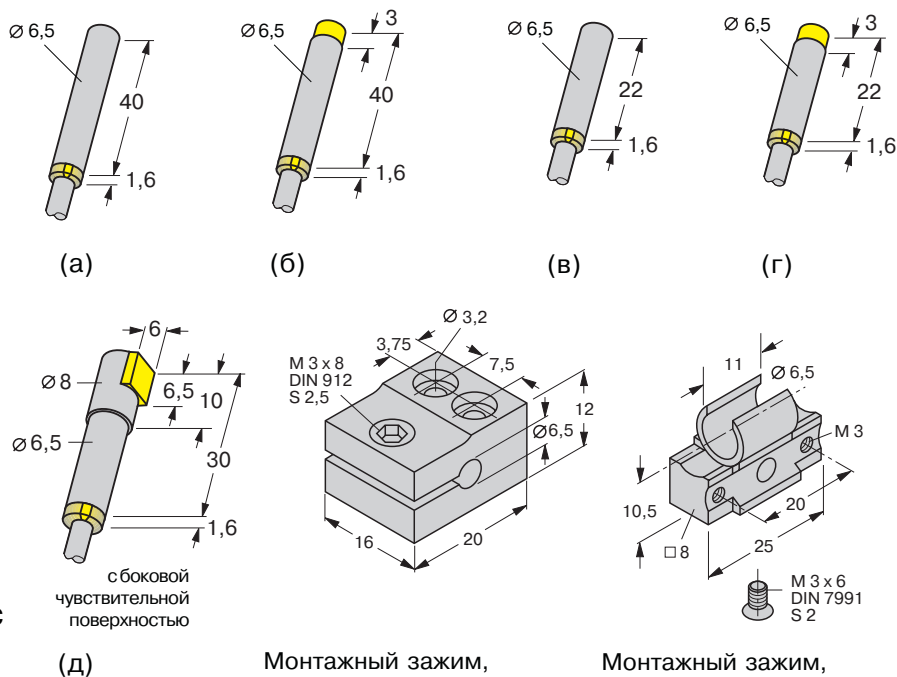 Ø 6,5
40
1,6
(а)
Ø 6,5
3
40
1,6
(б)
Ø 6,5
22
1,6
(в)
Ø 6,5
3
22
1,6
(г)
6
Ø 8
6,5
10
Ø 6,5
30
1,6
с боковой
чувствительной
поверхностью
с
(д)
Ø 3,2
3,75
7,5
M 3 x 8
DIN 912
S 2,5
12
Ø 6,5
16
20
Монтажный зажим,
11
Ø 6,5
M 3
10,5
20
□ 8
25
M 3 x 6
DIN 7991
S 2
Монтажный зажим,